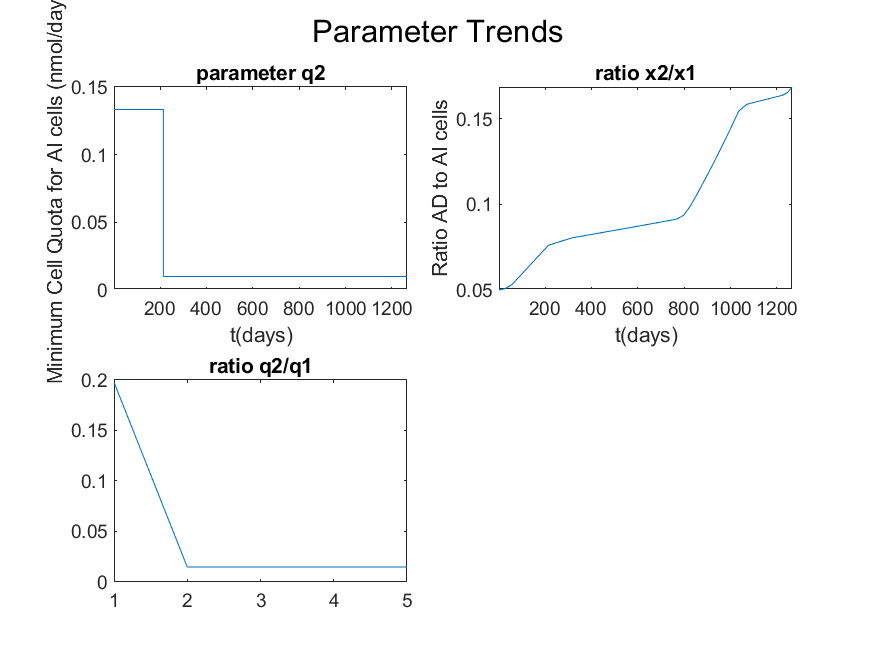 Parameter Trends
parameter q2
Minimum Cell Quota for AI cells (nmol/day
0.15
0.1
0.05
0
200 400 600 800 1000 1200
t(days)
ratio x2/x1
Ratio AD to AI cells
0.15
0.1
0.05
200 400 600 800 1000 1200
t(days)
ratio q2/q1
0.2
0.15
0.1
0.05
0
1 2 3 4 5